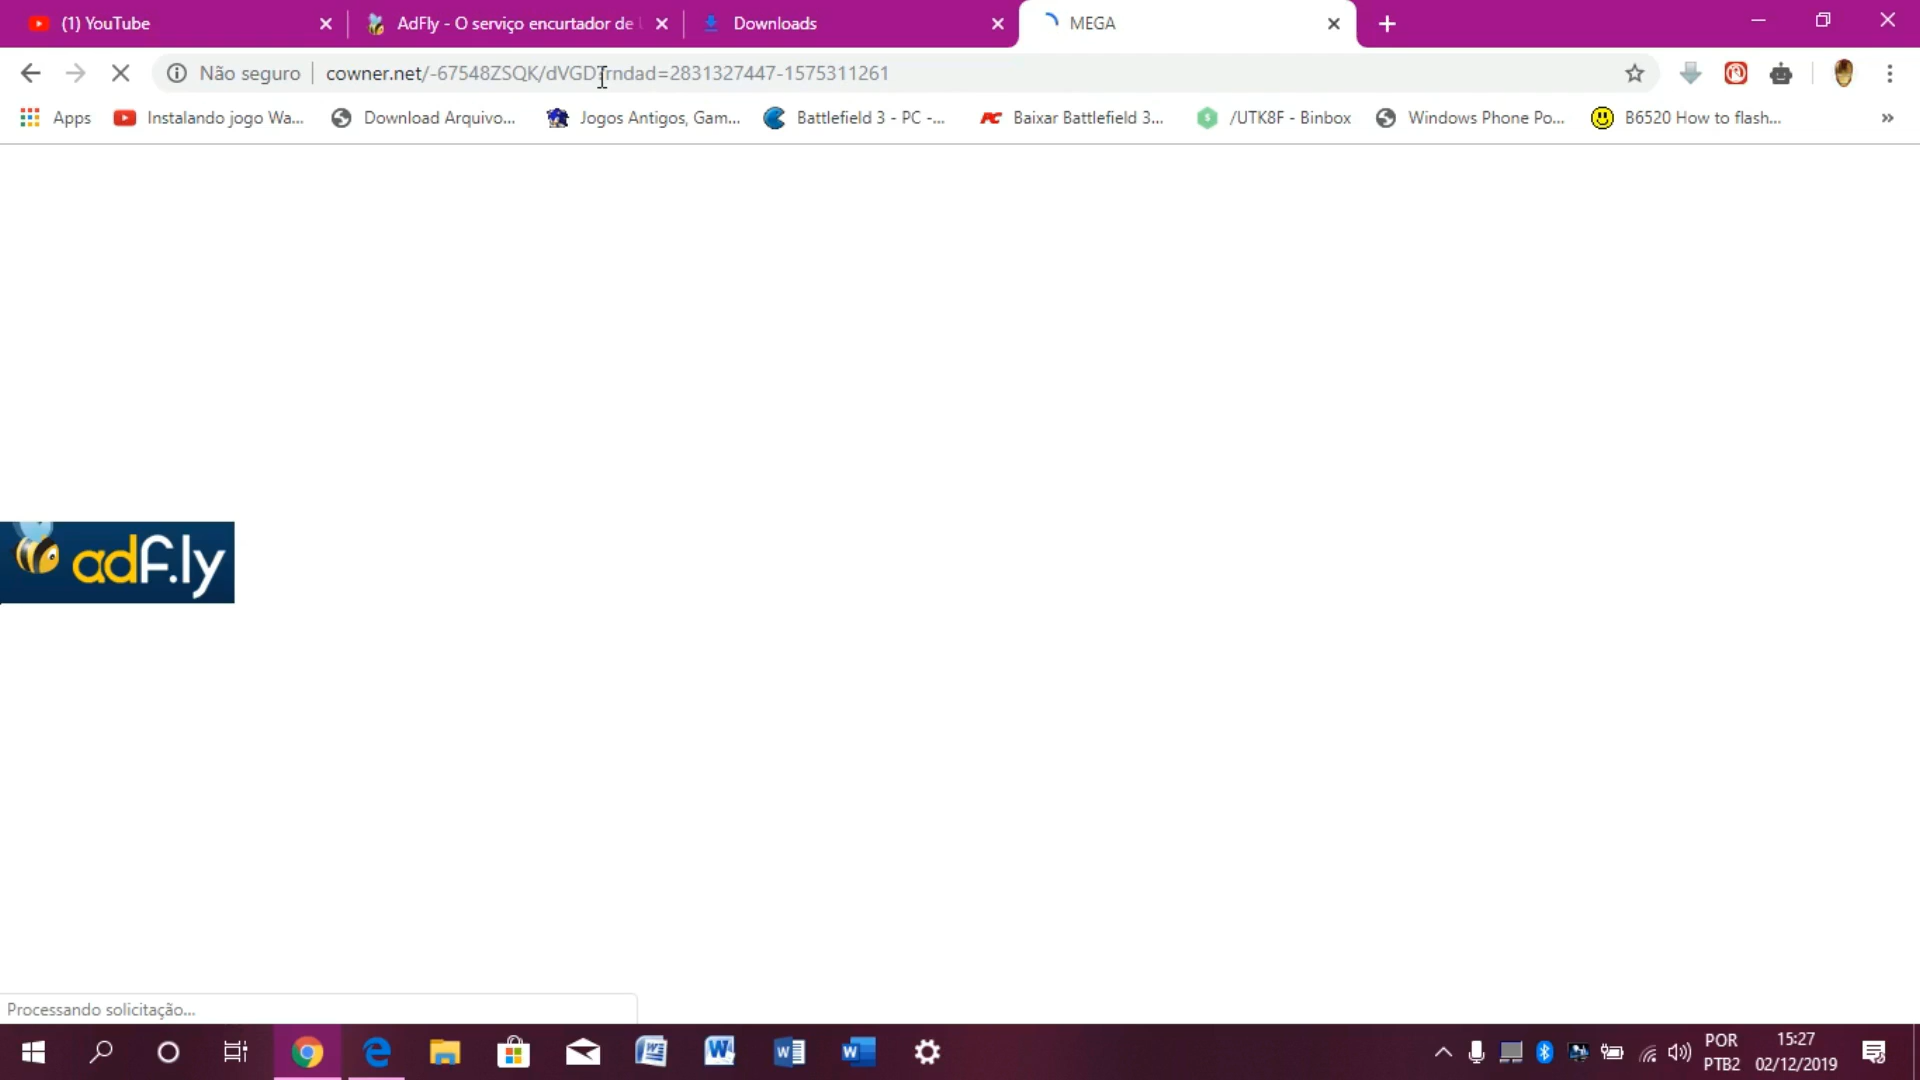 (1) YouTube
AdFly - O serviço encurtador de
Downloads
MEGA
Não seguro
cowner.net/-67548ZSQK/dVGD?rndad=2831327447-1575311261
Apps
Instalando jogo Wa...
Download Arquivo...
Jogos Antigos, Gam...
Battlefield 3 - PC -...
Baixar Battlefield 3...
/UTK8F - Binbox
Windows Phone Po...
B6520 How to flash...
adf.ly
Processando solicitação...
POR
PTB2
15:27
02/12/2019